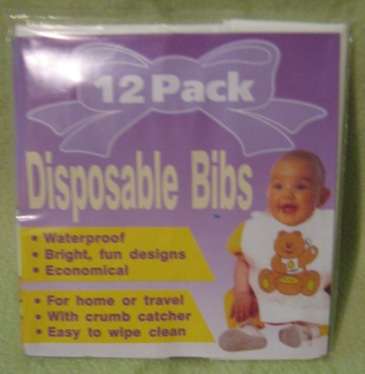 12 Pack
Disposable Bibs
• Waterproof
• Bright, fun designs
• Economical
• For home or travel
• With crumb catcher
• Easy to wipe clean